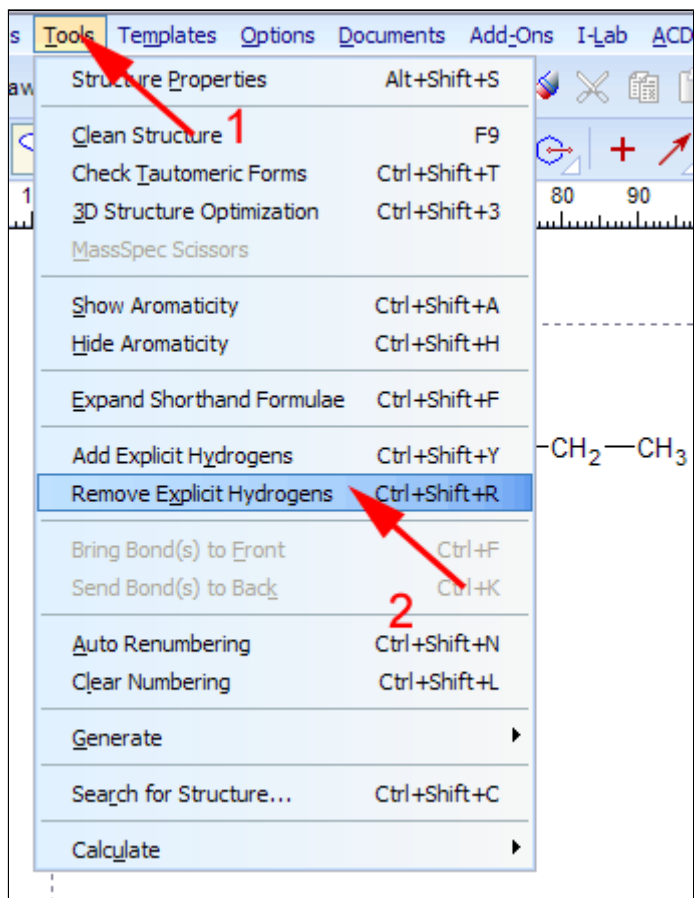 s Tools Templates Options Documents Add-Ons I-Lab ACD
aw
Structure Properties Alt+Shift+S
1
Clean Structure F9
Check Tautomeric Forms Ctrl+Shift+T
3D Structure Optimization Ctrl+Shift+3
1 80 90
MassSpec Scissors
Show Aromaticity Ctrl+Shift+A
Hide Aromaticity Ctrl+Shift+H
Expand Shorthand Formulae Ctrl+Shift+F
Add Explicit Hydrogens Ctrl+Shift+Y
CH₂—CH₃
Remove Explicit Hydrogens Ctrl+Shift+R
Bring Bond(s) to Front Ctrl+F
Send Bond(s) to Back Ctrl+K
2
Auto Renumbering Ctrl+Shift+N
Clear Numbering Ctrl+Shift+L
Generate
Search for Structure... Ctrl+Shift+C
Calculate